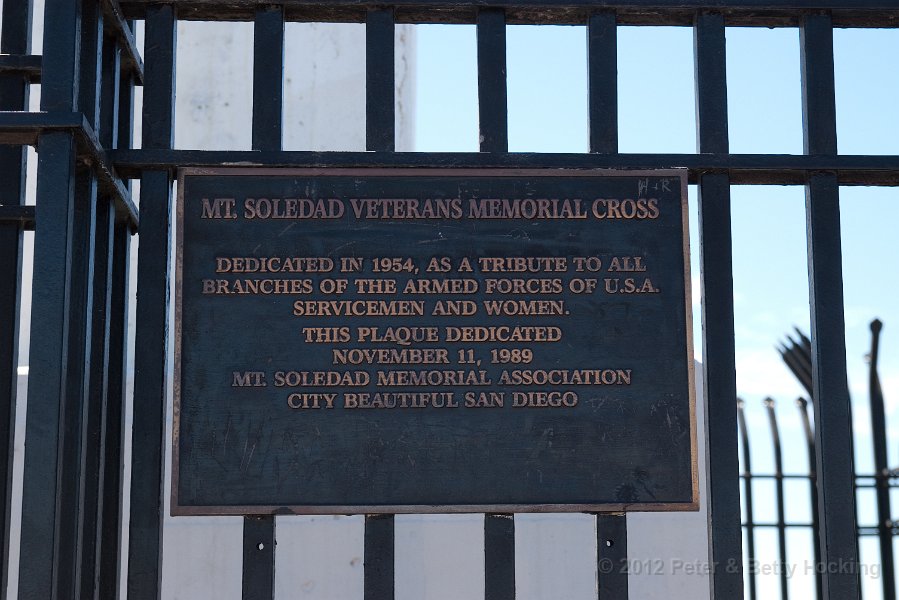 H+R
MT. SOLEDAD VETERANS MEMORIAL CROSS
DEDICATED IN 1954, AS A TRIBUTE TO ALL
BRANCHES OF THE ARMED FORCES OF U.S.A.
SERVICEMEN AND WOMEN.
THIS PLAQUE DEDICATED
NOVEMBER 11, 1989
MT. SOLEDAD MEMORIAL ASSOCIATION
CITY BEAUTIFUL SAN DIEGO
© 2012 Peter & Betty Hocking